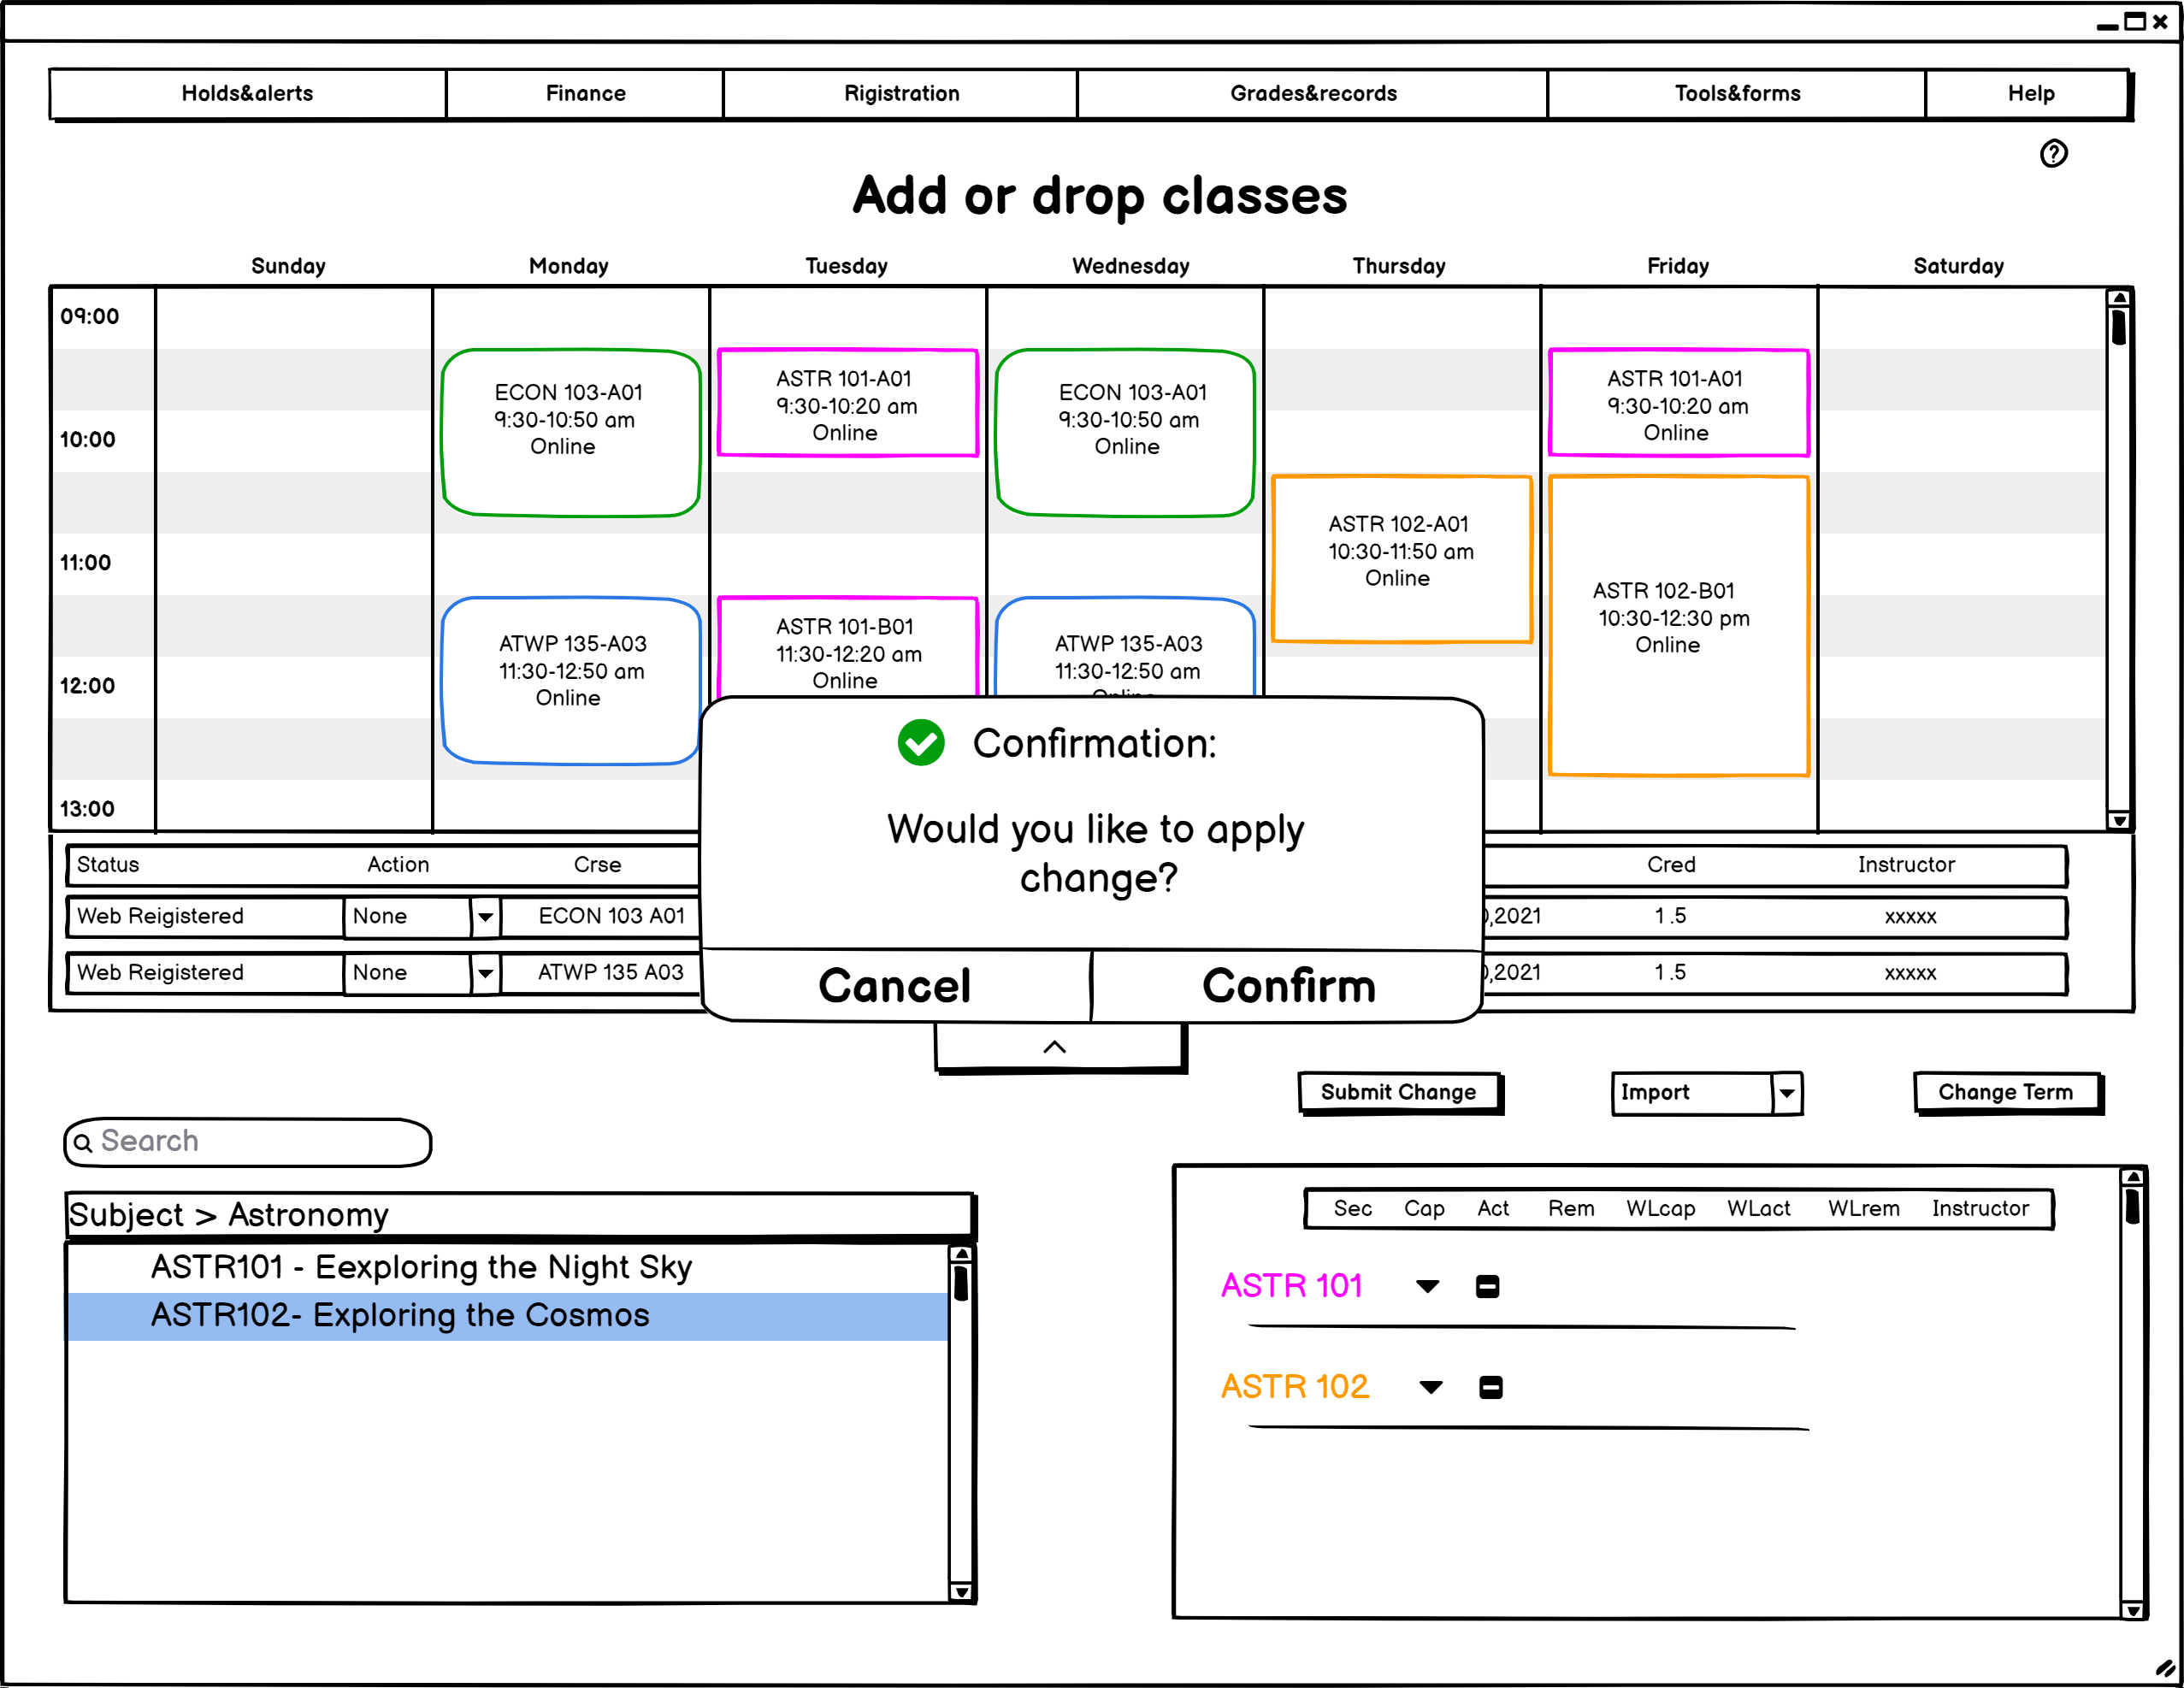 Holds&alerts Finance Rigistration Grades&records Tools&forms Help
Add or drop classes
Sunday Monday Tuesday Wednesday Thursday Friday Saturday
09:00
10:00
11:00
12:00
13:00
ECON 103-A01
9:30-10:50 am
Online
ATWP 135-A03
11:30-12:50 am
Online
ASTR 101-A01
9:30-10:20 am
Online
ASTR 101-B01
11:30-12:20 am
Online
ECON 103-A01
9:30-10:50 am
Online
ATWP 135-A03
11:30-12:50 am
Online
ASTR 102-A01
10:30-11:50 am
Online
ASTR 101-A01
9:30-10:20 am
Online
ASTR 102-B01
10:30-12:30 pm
Online
Confirmation:
Would you like to apply
change?
Cancel Confirm
Status Action Crse Cred Instructor
Web Reigistered None ECON 103 A01 0,2021 1.5 xxxxx
Web Reigistered None ATWP 135 A03 0,2021 1.5 xxxxx
Submit Change Import Change Term
Search
Subject > Astronomy
ASTR101 - Eexploring the Night Sky
ASTR102- Exploring the Cosmos
Sec Cap Act Rem WLcap WLact WLrem Instructor
ASTR 101
ASTR 102